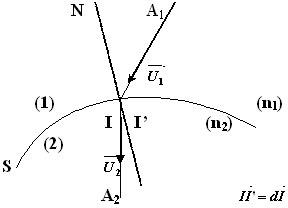 N A₁
U₁
(1) (n₁)
I I' (n₂)
(2)
S U₂
A₂ II' = dI